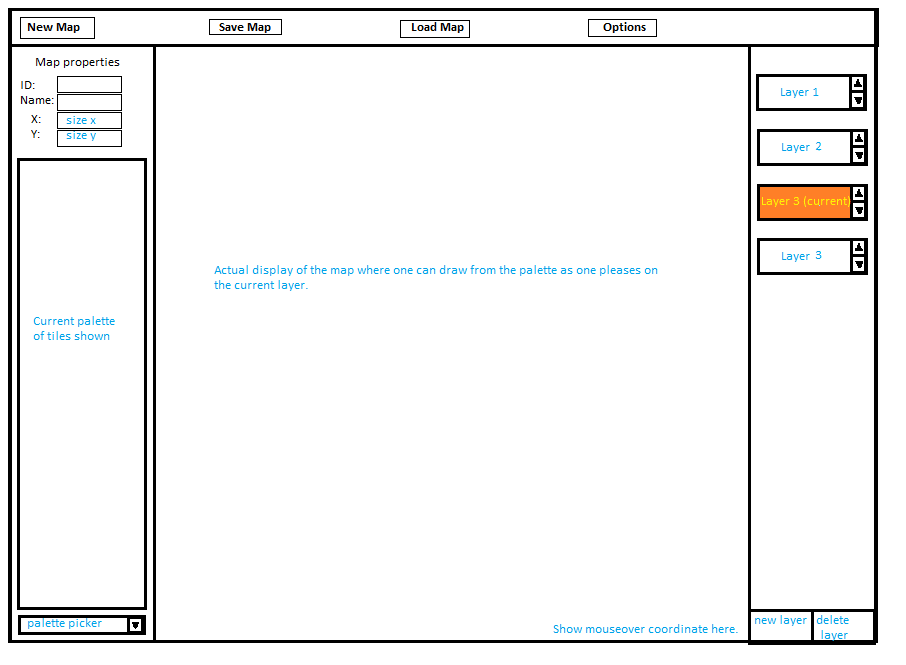 New Map
Save Map
Load Map
Options
Map properties
ID:
Name:
X: size x
Y: size y
Current palette
of tiles shown
palette picker
Actual display of the map where one can draw from the palette as one pleases on
the current layer.
Show mouseover coordinate here.
Layer 1
Layer 2
Layer 3 (current)
Layer 3
new layer
delete
layer